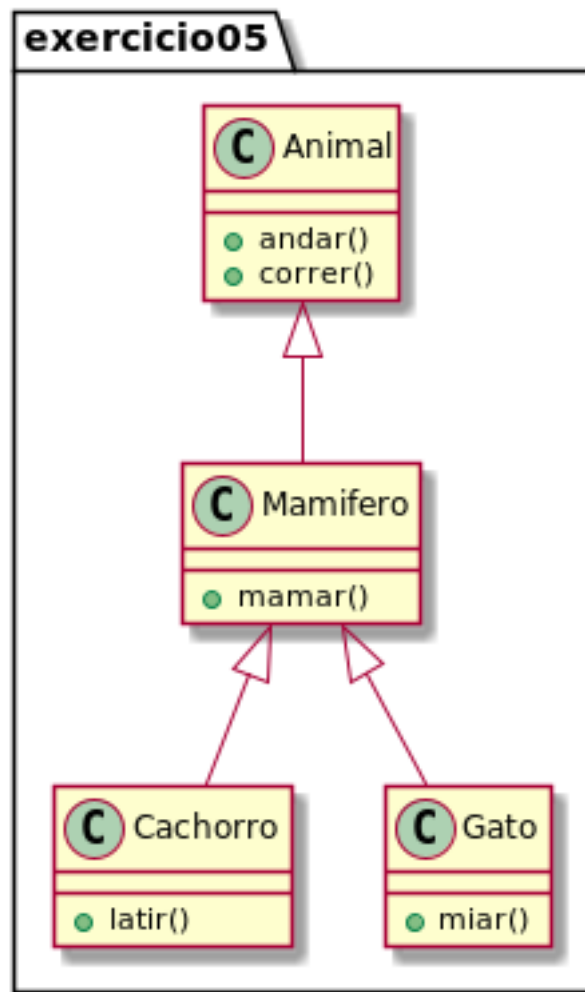 exercicio05
C Animal
andar()
correr()
C Mamifero
mamar()
C Cachorro
C Gato
latir()
miar()